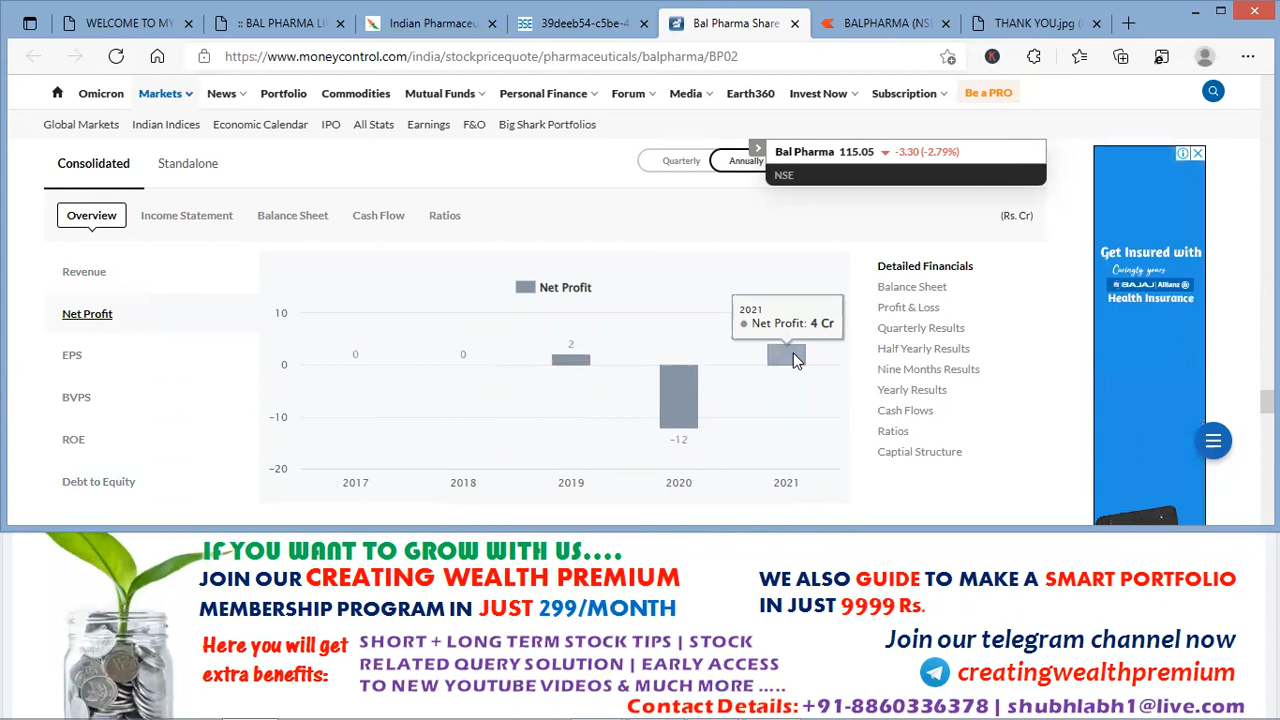 WELCOME TO MY
:: BAL PHARMA LI
Indian Pharmaceu
39deeb54-c5be-4
Bal Pharma Share
BALPHARMA (NSE
THANK YOU.jpg (
https://www.moneycontrol.com/india/stockpricequote/pharmaceuticals/balpharma/BP02
K
Omicron Markets News Portfolio Commodities Mutual Funds Personal Finance Forum Media Earth360 Invest Now Subscription Be a PRO
Global Markets Indian Indices Economic Calendar IPO All Stats Earnings F&O Big Shark Portfolios
Consolidated Standalone
Quarterly Annually
Bal Pharma 115.05 -3.30 (-2.79%)
NSE
Overview Income Statement Balance Sheet Cash Flow Ratios (Rs. Cr)
Revenue
Net Profit
EPS
BVPS
ROE
Debt to Equity
Net Profit
10
0
-10
-20
0
0
2
-12
2021
Net Profit: 4 Cr
2017 2018 2019 2020 2021
Detailed Financials
Balance Sheet
Profit & Loss
Quarterly Results
Half Yearly Results
Nine Months Results
Yearly Results
Cash Flows
Ratios
Captial Structure
Get Insured with
Caringly yours
BAJAJ Allianz
Health Insurance
IF YOU WANT TO GROW WITH US....
JOIN OUR CREATING WEALTH PREMIUM
MEMBERSHIP PROGRAM IN JUST 299/MONTH
Here you will get
extra benefits:
SHORT + LONG TERM STOCK TIPS | STOCK
RELATED QUERY SOLUTION | EARLY ACCESS
TO NEW YOUTUBE VIDEOS & MUCH MORE .....
WE ALSO GUIDE TO MAKE A SMART PORTFOLIO
IN JUST 9999 Rs.
Join our telegram channel now
creatingwealthpremium
Contact Details: +91-8860336378 | shubhlabh1@live.com